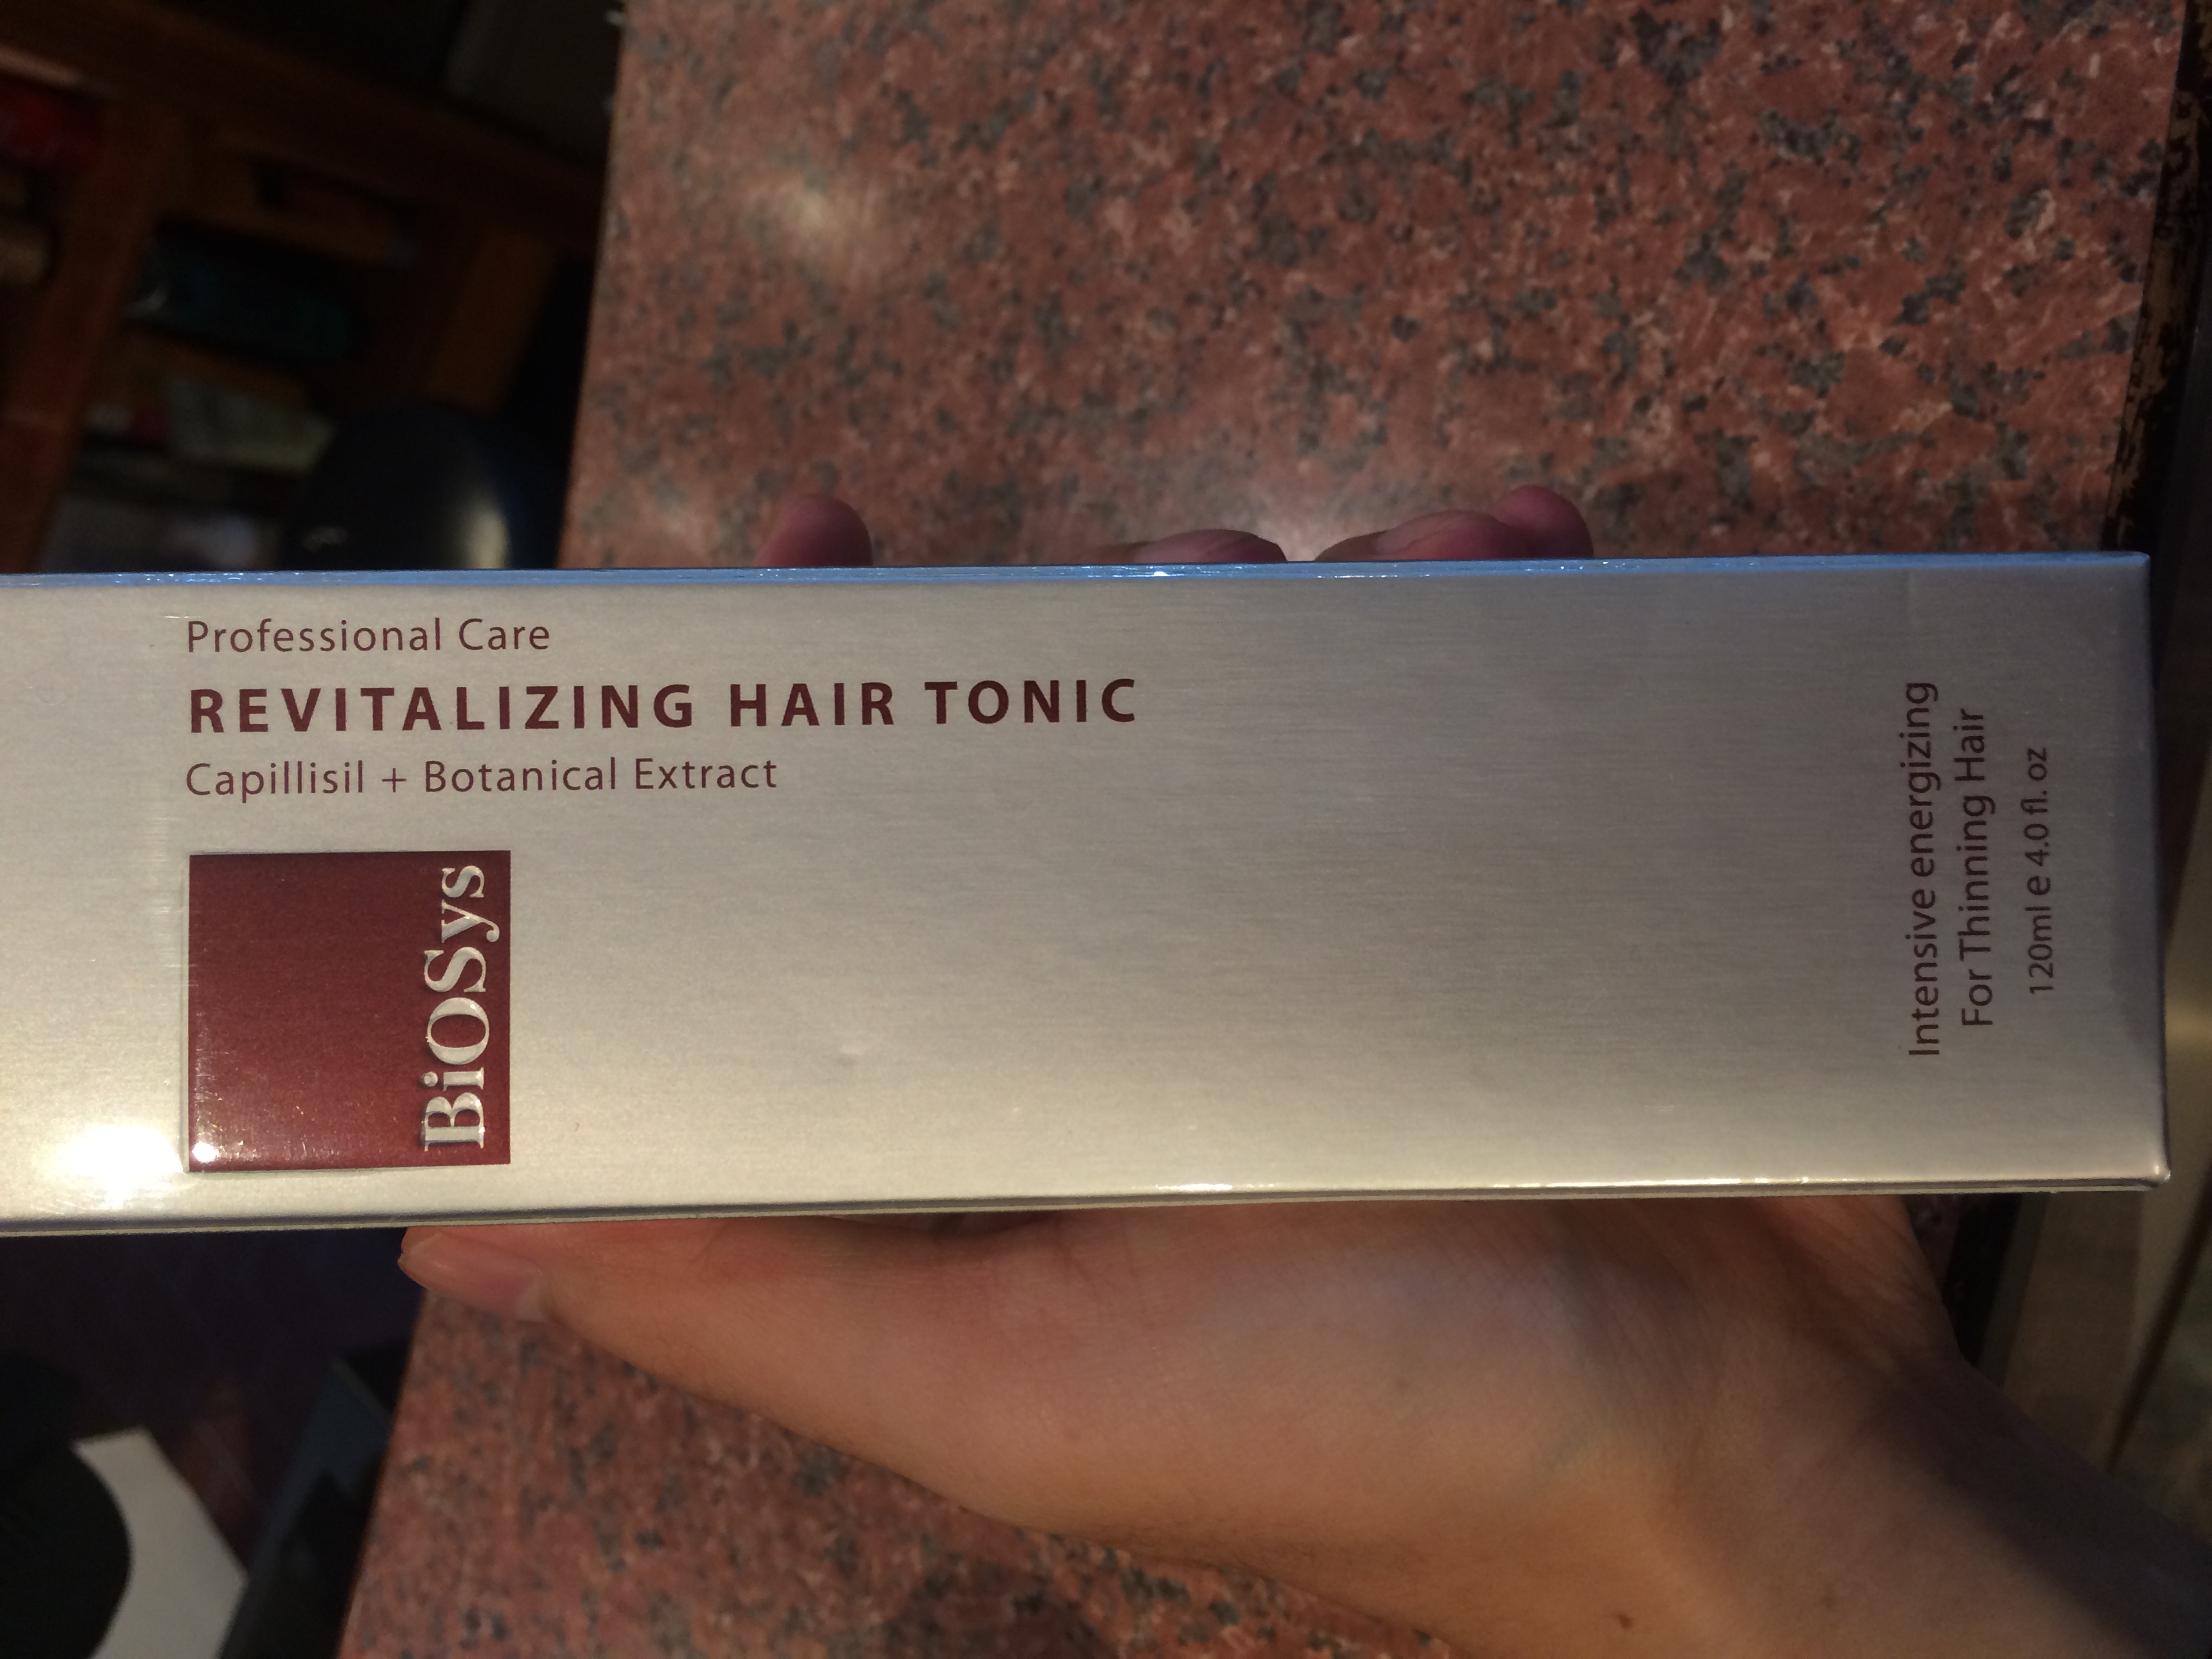 Professional Care
REVITALIZING HAIR TONIC
Capillisil + Botanical Extract
BiOSys
Intensive energizing
For Thinning Hair
120ml e 4.0 fl. oz